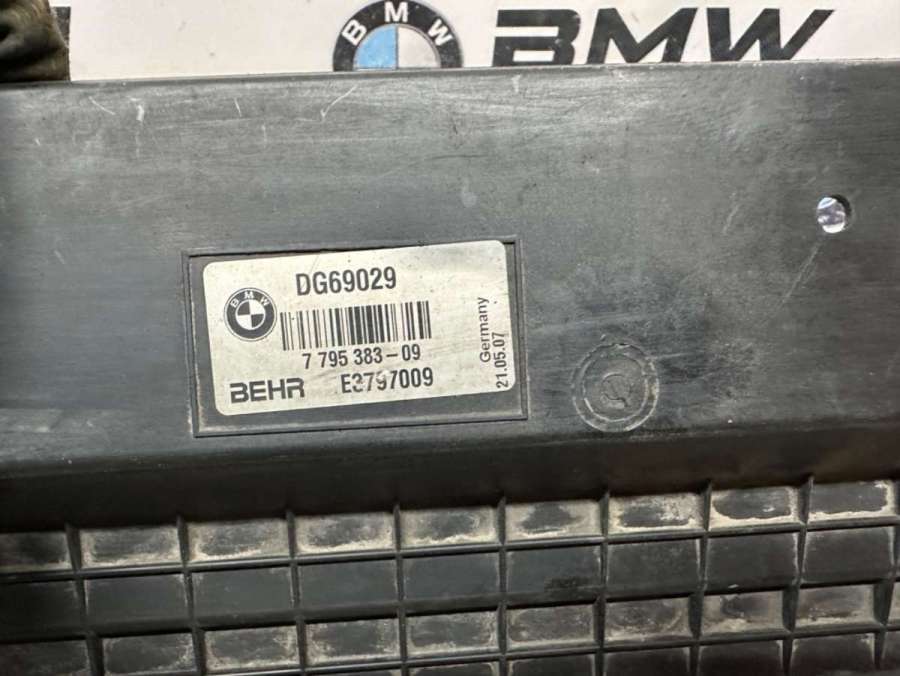 BMW
BMW
DG69029
BMW
7 795 383-09
BEHR E3797009
Germany
21.05.07